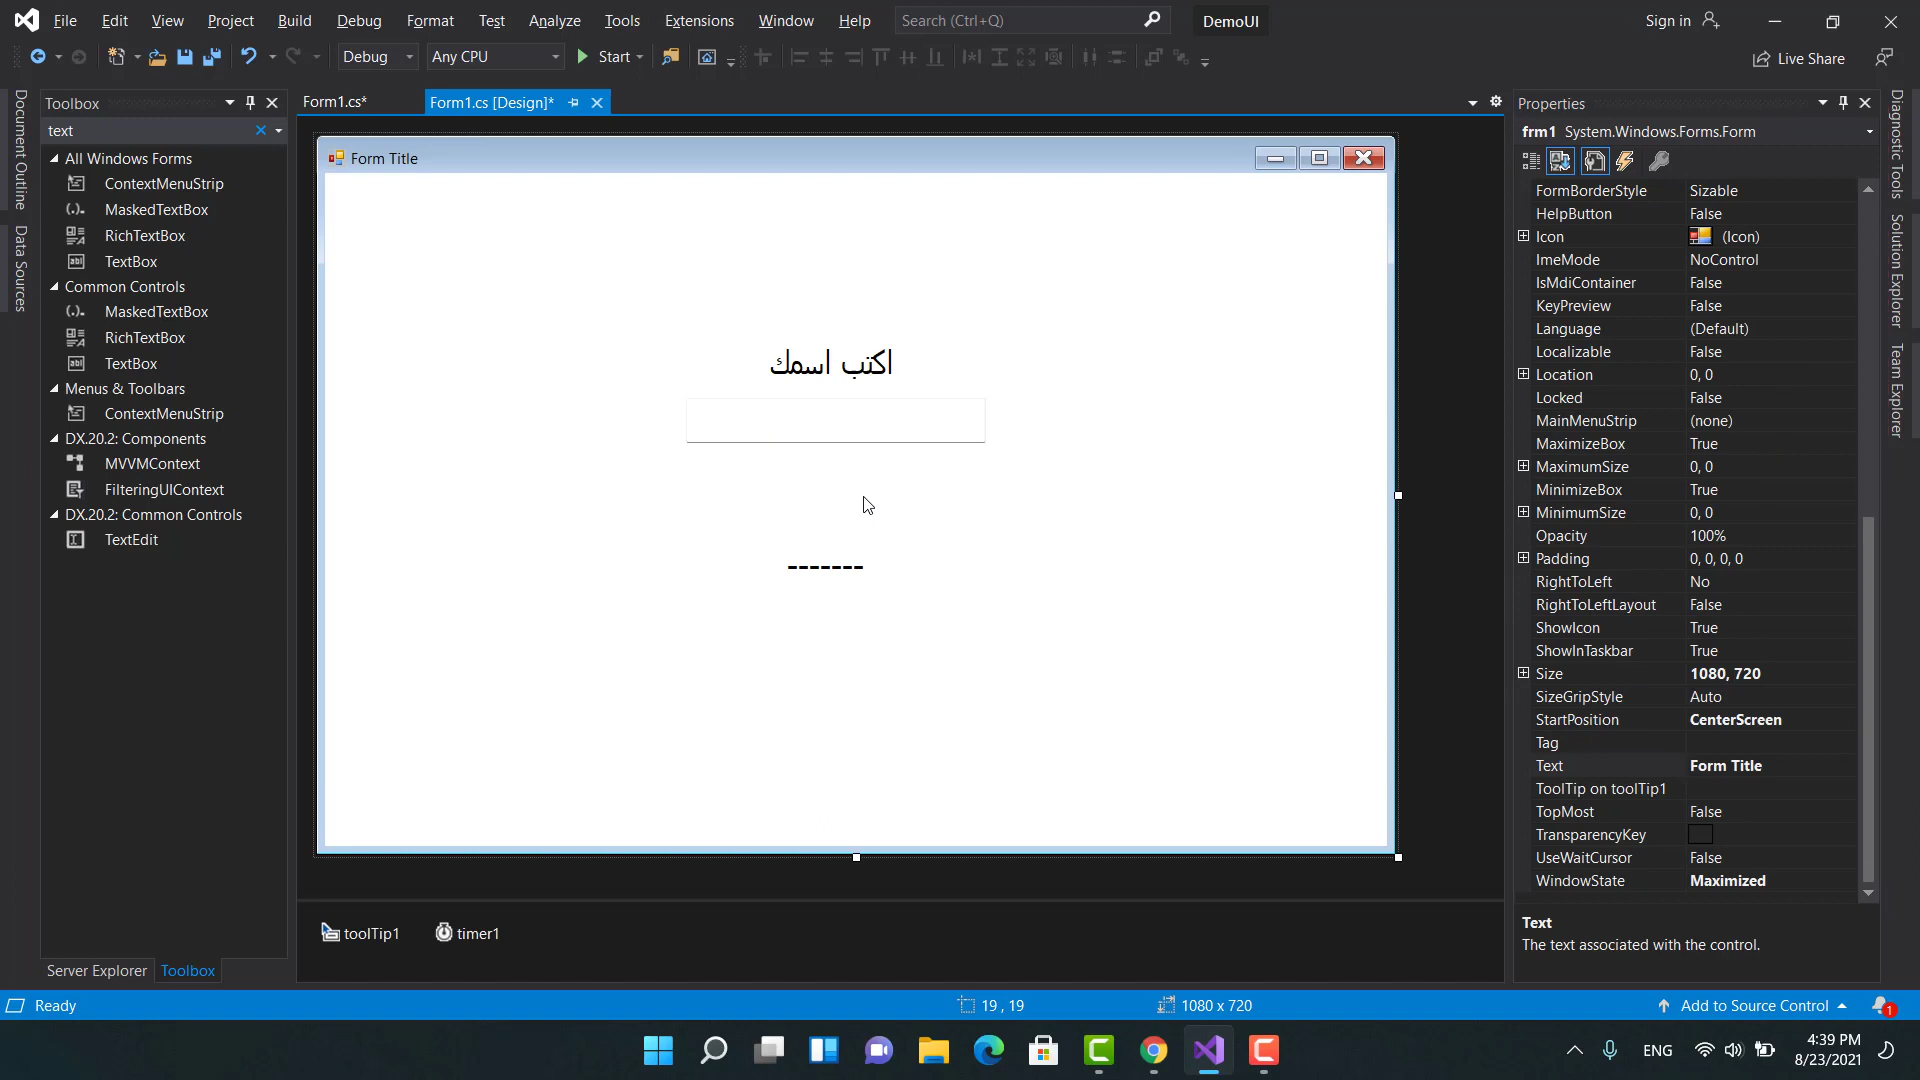 File Edit View Project Build Debug Format Test Analyze Tools Extensions Window Help Search (Ctrl+Q) DemoUI Sign in
Debug Any CPU Start Live Share
Document Outline
Data Sources
Toolbox
text
All Windows Forms
ContextMenuStrip
MaskedTextBox
RichTextBox
TextBox
Common Controls
MaskedTextBox
RichTextBox
TextBox
Menus & Toolbars
ContextMenuStrip
DX.20.2: Components
MVVMContext
FilteringUIContext
DX.20.2: Common Controls
TextEdit
Server Explorer Toolbox
Form1.cs* Form1.cs [Design]*
Form Title
اكتب اسمك
-------
toolTip1 timer1
Properties
frm1 System.Windows.Forms.Form
FormBorderStyle Sizable
HelpButton False
Icon (Icon)
ImeMode NoControl
IsMdiContainer False
KeyPreview False
Language (Default)
Localizable False
Location 0, 0
Locked False
MainMenuStrip (none)
MaximizeBox True
MaximumSize 0, 0
MinimizeBox True
MinimumSize 0, 0
Opacity 100%
Padding 0, 0, 0, 0
RightToLeft No
RightToLeftLayout False
ShowIcon True
ShowInTaskbar True
Size 1080, 720
SizeGripStyle Auto
StartPosition CenterScreen
Tag
Text Form Title
ToolTip on toolTip1
TopMost False
TransparencyKey
UseWaitCursor False
WindowState Maximized
Text
The text associated with the control.
Diagnostic Tools
Solution Explorer
Team Explorer
Ready 19 , 19 1080 x 720 Add to Source Control 1
ENG 4:39 PM
8/23/2021